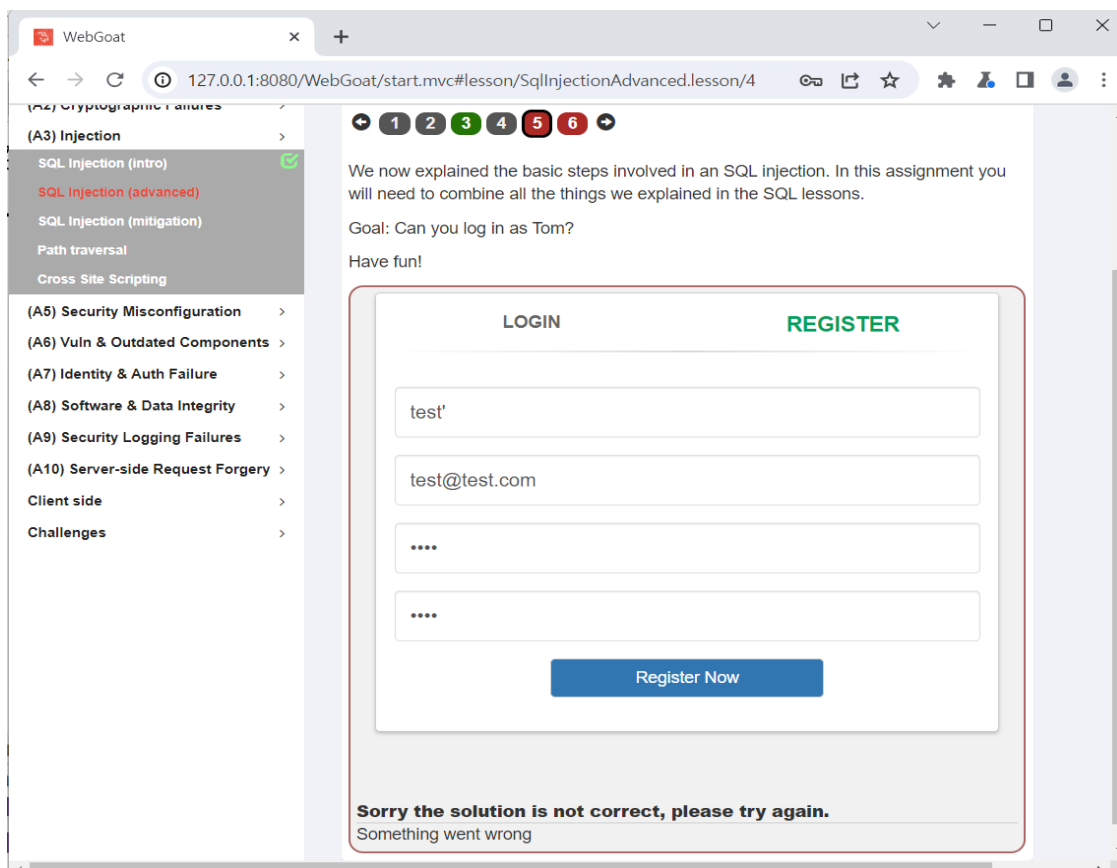 WebGoat
127.0.0.1:8080/WebGoat/start.mvc#lesson/SqlInjectionAdvanced.lesson/4
(A2) Cryptographic Failures
(A3) Injection
SQL Injection (intro)
SQL Injection (advanced)
SQL Injection (mitigation)
Path traversal
Cross Site Scripting
(A5) Security Misconfiguration
(A6) Vuln & Outdated Components
(A7) Identity & Auth Failure
(A8) Software & Data Integrity
(A9) Security Logging Failures
(A10) Server-side Request Forgery
Client side
Challenges
1 2 3 4 5 6
We now explained the basic steps involved in an SQL injection. In this assignment you
will need to combine all the things we explained in the SQL lessons.
Goal: Can you log in as Tom?
Have fun!
LOGIN REGISTER
test'
test@test.com
••••
••••
Register Now
Sorry the solution is not correct, please try again.
Something went wrong